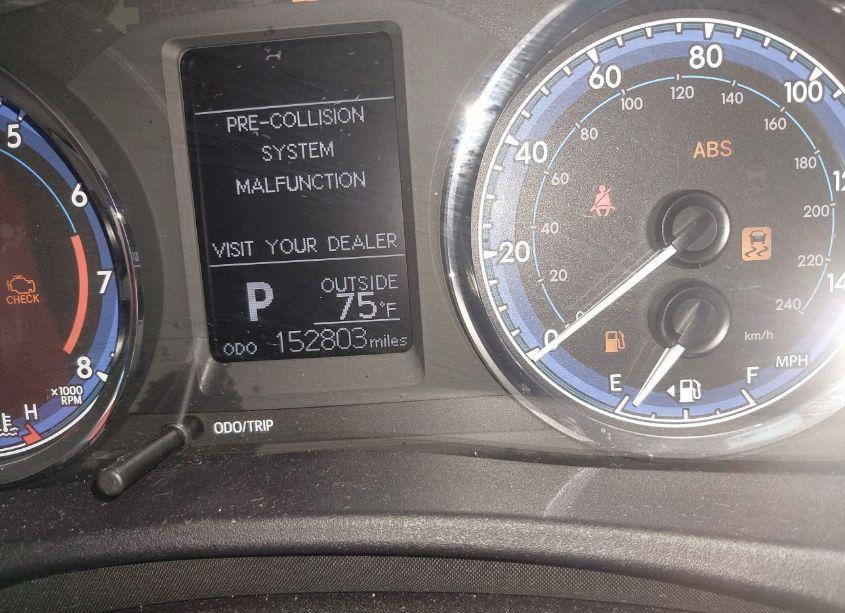 5
6
7
8
CHECK
×1000
RPM
H
PRE-COLLISION
SYSTEM
MALFUNCTION
VISIT YOUR DEALER
P
OUTSIDE
75°F
ODO 152803 miles
ODO/TRIP
0
20
40
60
80
100
0
20
40
60
80
100
120
140
160
180
200
220
240
km/h
MPH
ABS
E
F